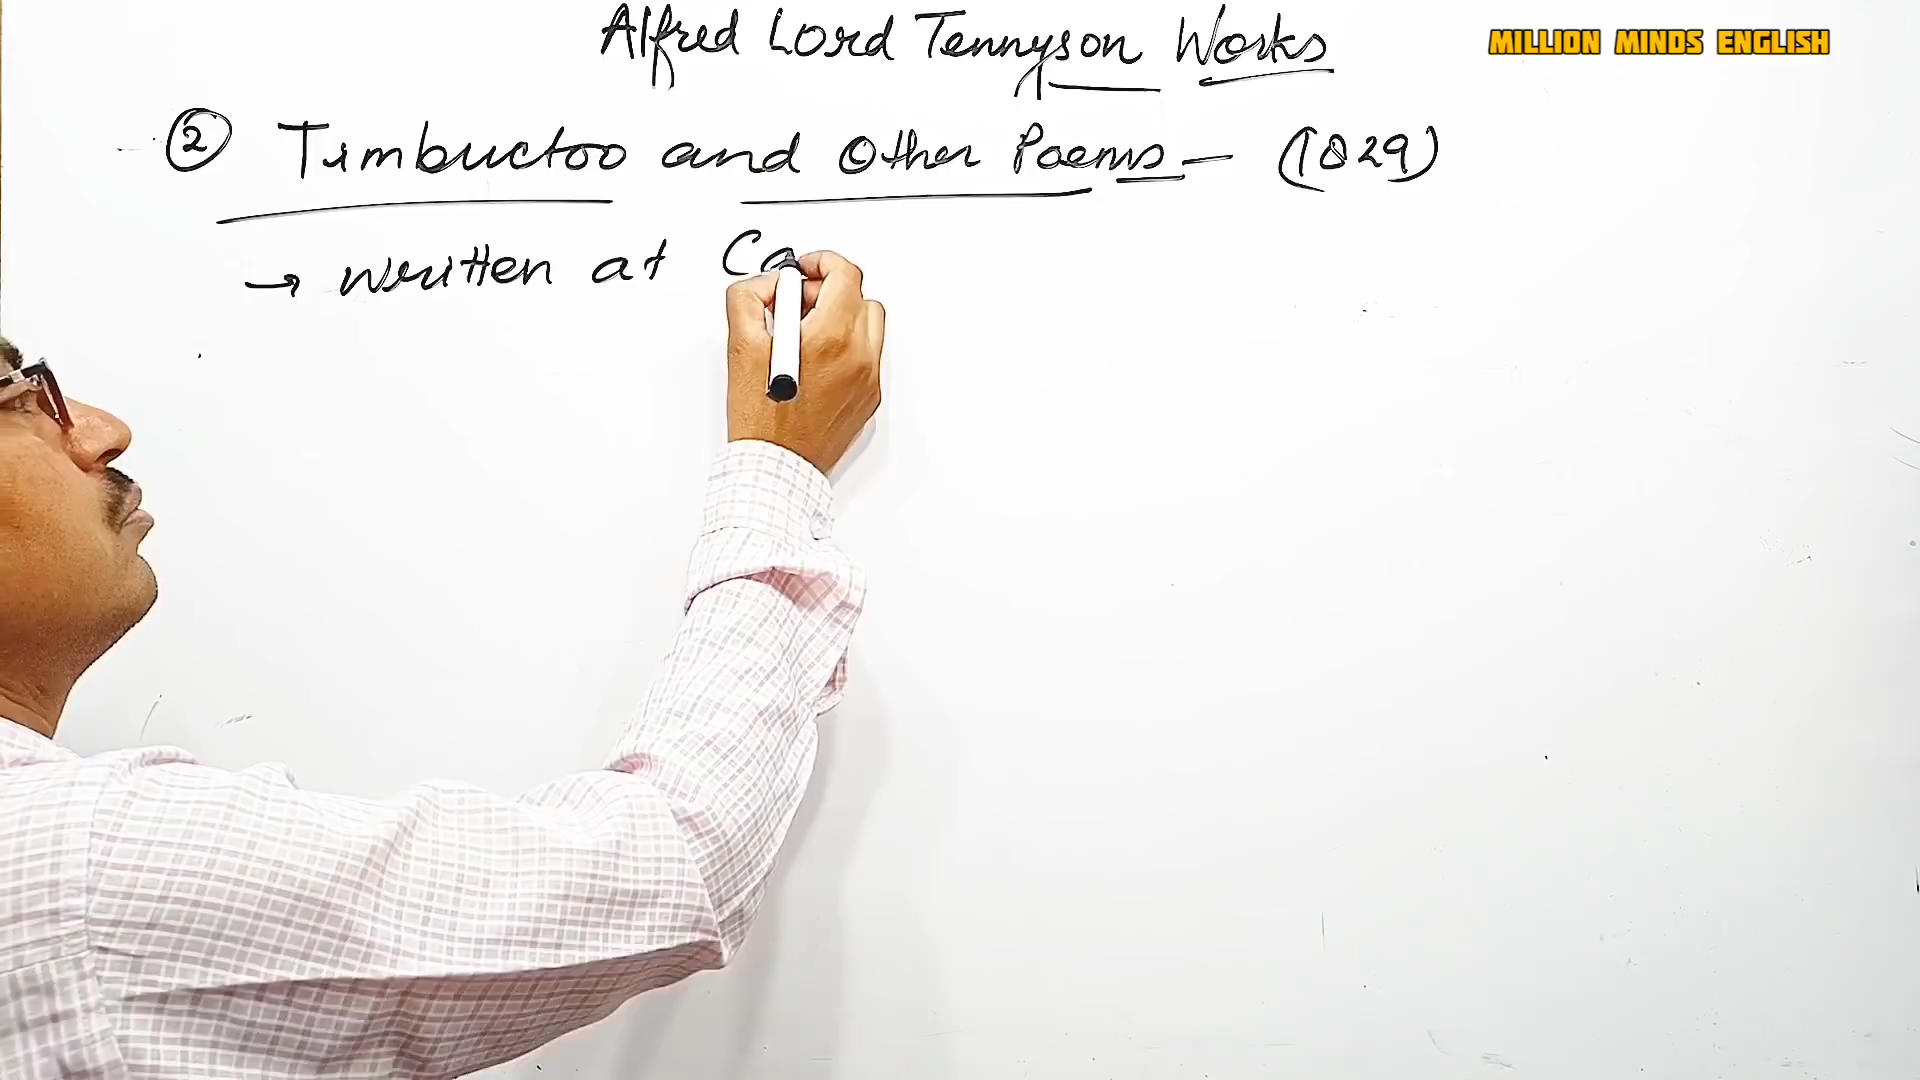 Alfred Lord Tennyson Works
MILLION MINDS ENGLISH
② Timbuctoo and Other Poems — (1829)
→ written at Ca